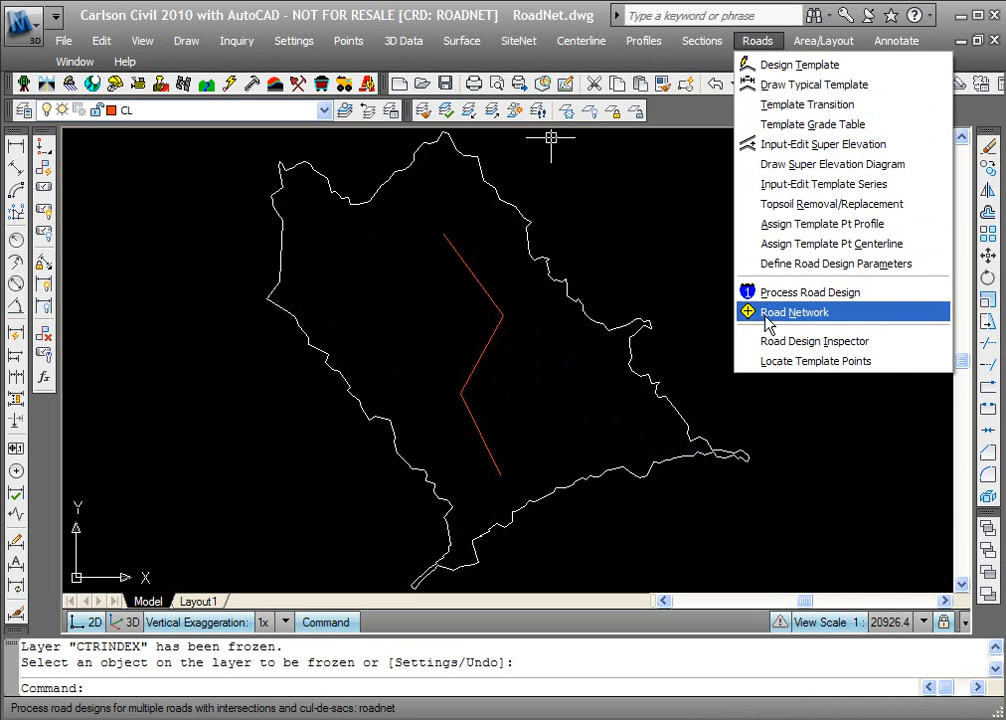 Carlson Civil 2010 with AutoCAD - NOT FOR RESALE [CRD: ROADNET] RoadNet.dwg
Type a keyword or phrase
3D
File Edit View Draw Inquiry Settings Points 3D Data Surface SiteNet Centerline Profiles Sections Roads Area/Layout Annotate
Window Help
CL
Design Template
Draw Typical Template
Template Transition
Template Grade Table
Input-Edit Super Elevation
Draw Super Elevation Diagram
Input-Edit Template Series
Topsoil Removal/Replacement
Assign Template Pt Profile
Assign Template Pt Centerline
Define Road Design Parameters
Process Road Design
Road Network
Road Design Inspector
Locate Template Points
Y
X
Model Layout1
2D 3D Vertical Exaggeration: 1x Command View Scale 1 : 20926.4
Layer "CTRINDEX" has been frozen.
Select an object on the layer to be frozen or [Settings/Undo]:
Command:
Process road designs for multiple roads with intersections and cul-de-sacs: roadnet